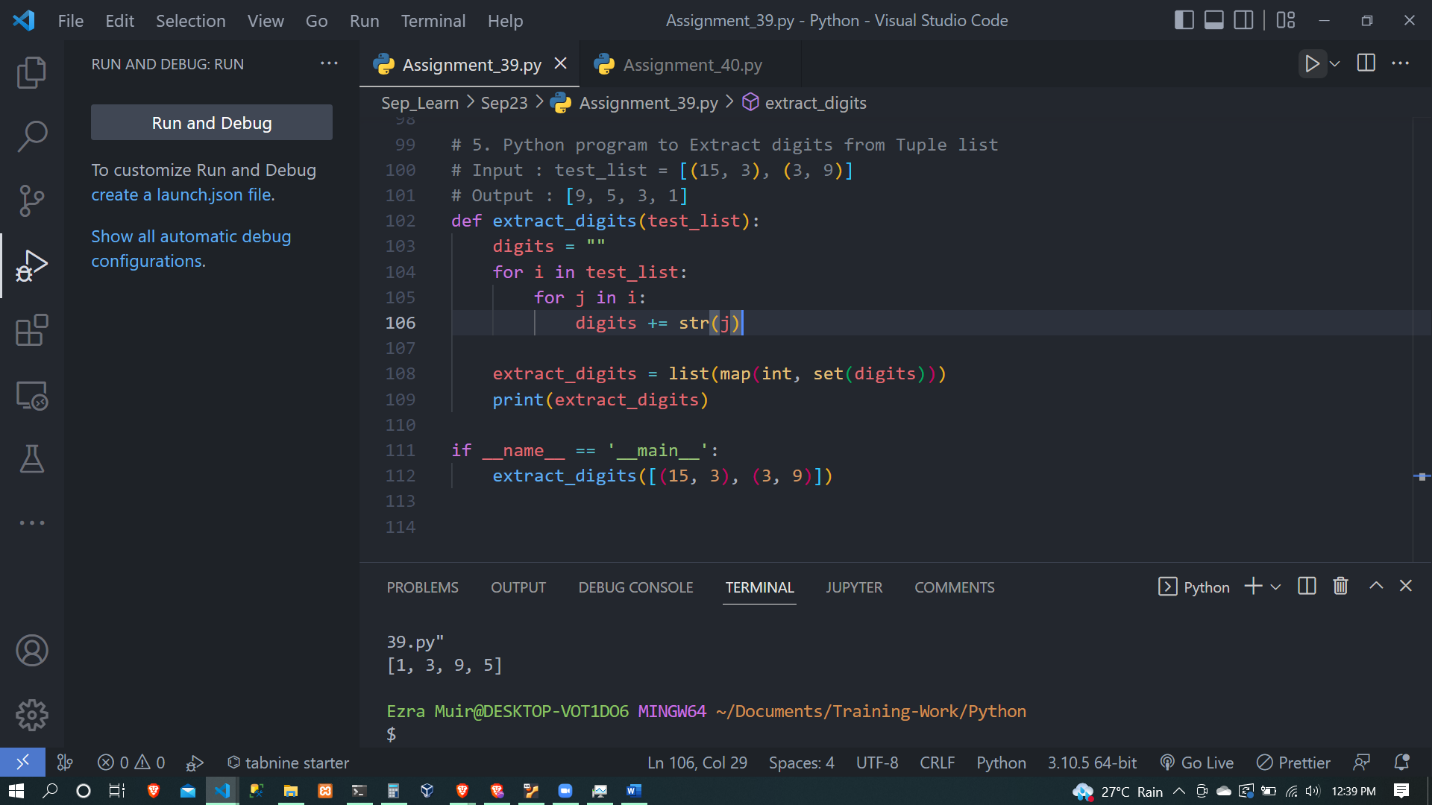 File Edit Selection View Go Run Terminal Help Assignment_39.py - Python - Visual Studio Code
RUN AND DEBUG: RUN
Run and Debug
To customize Run and Debug
create a launch.json file.
Show all automatic debug
configurations.
Assignment_39.py Assignment_40.py
Sep_Learn > Sep23 > Assignment_39.py > extract_digits
98
99 # 5. Python program to Extract digits from Tuple list
100 # Input : test_list = [(15, 3), (3, 9)]
101 # Output : [9, 5, 3, 1]
102 def extract_digits(test_list):
103 digits = ""
104 for i in test_list:
105 for j in i:
106 digits += str(j)
107
108 extract_digits = list(map(int, set(digits)))
109 print(extract_digits)
110
111 if __name__ == '__main__':
112 extract_digits([(15, 3), (3, 9)])
113
114
PROBLEMS OUTPUT DEBUG CONSOLE TERMINAL JUPYTER COMMENTS Python
39.py"
[1, 3, 9, 5]
Ezra Muir@DESKTOP-VOT1DO6 MINGW64 ~/Documents/Training-Work/Python
$
0 0 tabnine starter Ln 106, Col 29 Spaces: 4 UTF-8 CRLF Python 3.10.5 64-bit Go Live Prettier
27°C Rain 12:39 PM